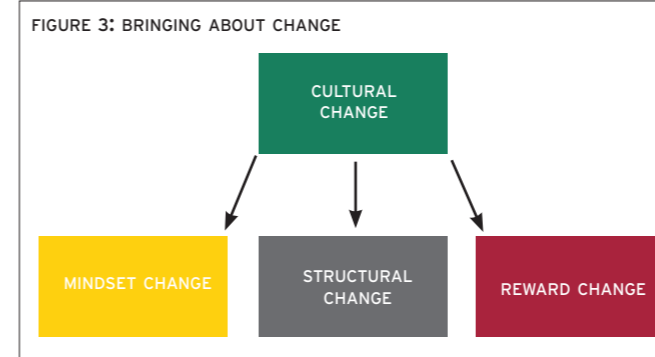 FIGURE 3: BRINGING ABOUT CHANGE
CULTURAL
CHANGE
MINDSET CHANGE
STRUCTURAL
CHANGE
REWARD CHANGE